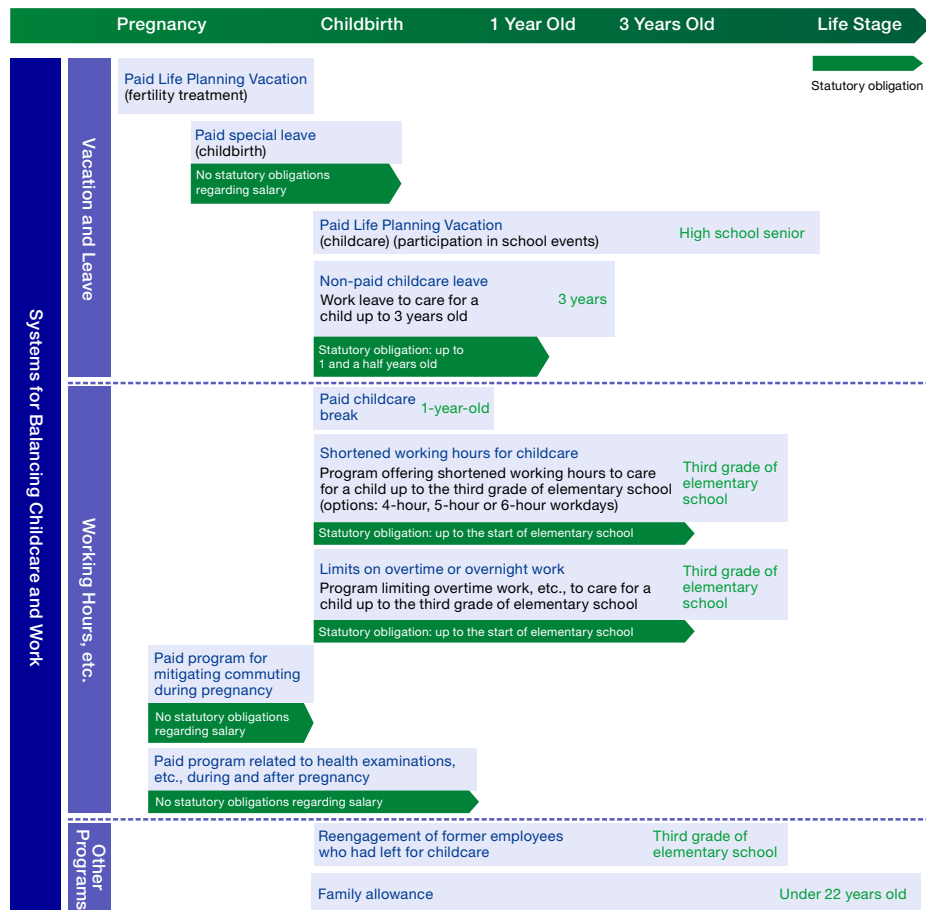 Pregnancy
Childbirth
1 Year Old
3 Years Old
Life Stage
Statutory obligation
Systems for Balancing Childcare and Work
Vacation and Leave
Paid Life Planning Vacation
(fertility treatment)
Paid special leave
(childbirth)
No statutory obligations
regarding salary
Paid Life Planning Vacation
(childcare) (participation in school events)
High school senior
Non-paid childcare leave
Work leave to care for a
child up to 3 years old
3 years
Statutory obligation: up to
1 and a half years old
Working Hours, etc.
Paid childcare
break
1-year-old
Shortened working hours for childcare
Program offering shortened working hours to care
for a child up to the third grade of elementary school
(options: 4-hour, 5-hour or 6-hour workdays)
Third grade of
elementary
school
Statutory obligation: up to the start of elementary school
Limits on overtime or overnight work
Program limiting overtime work, etc., to care for a
child up to the third grade of elementary school
Third grade of
elementary
school
Statutory obligation: up to the start of elementary school
Paid program for
mitigating commuting
during pregnancy
No statutory obligations
regarding salary
Paid program related to health examinations,
etc., during and after pregnancy
No statutory obligations regarding salary
Other
Programs
Reengagement of former employees
who had left for childcare
Third grade of
elementary school
Family allowance
Under 22 years old